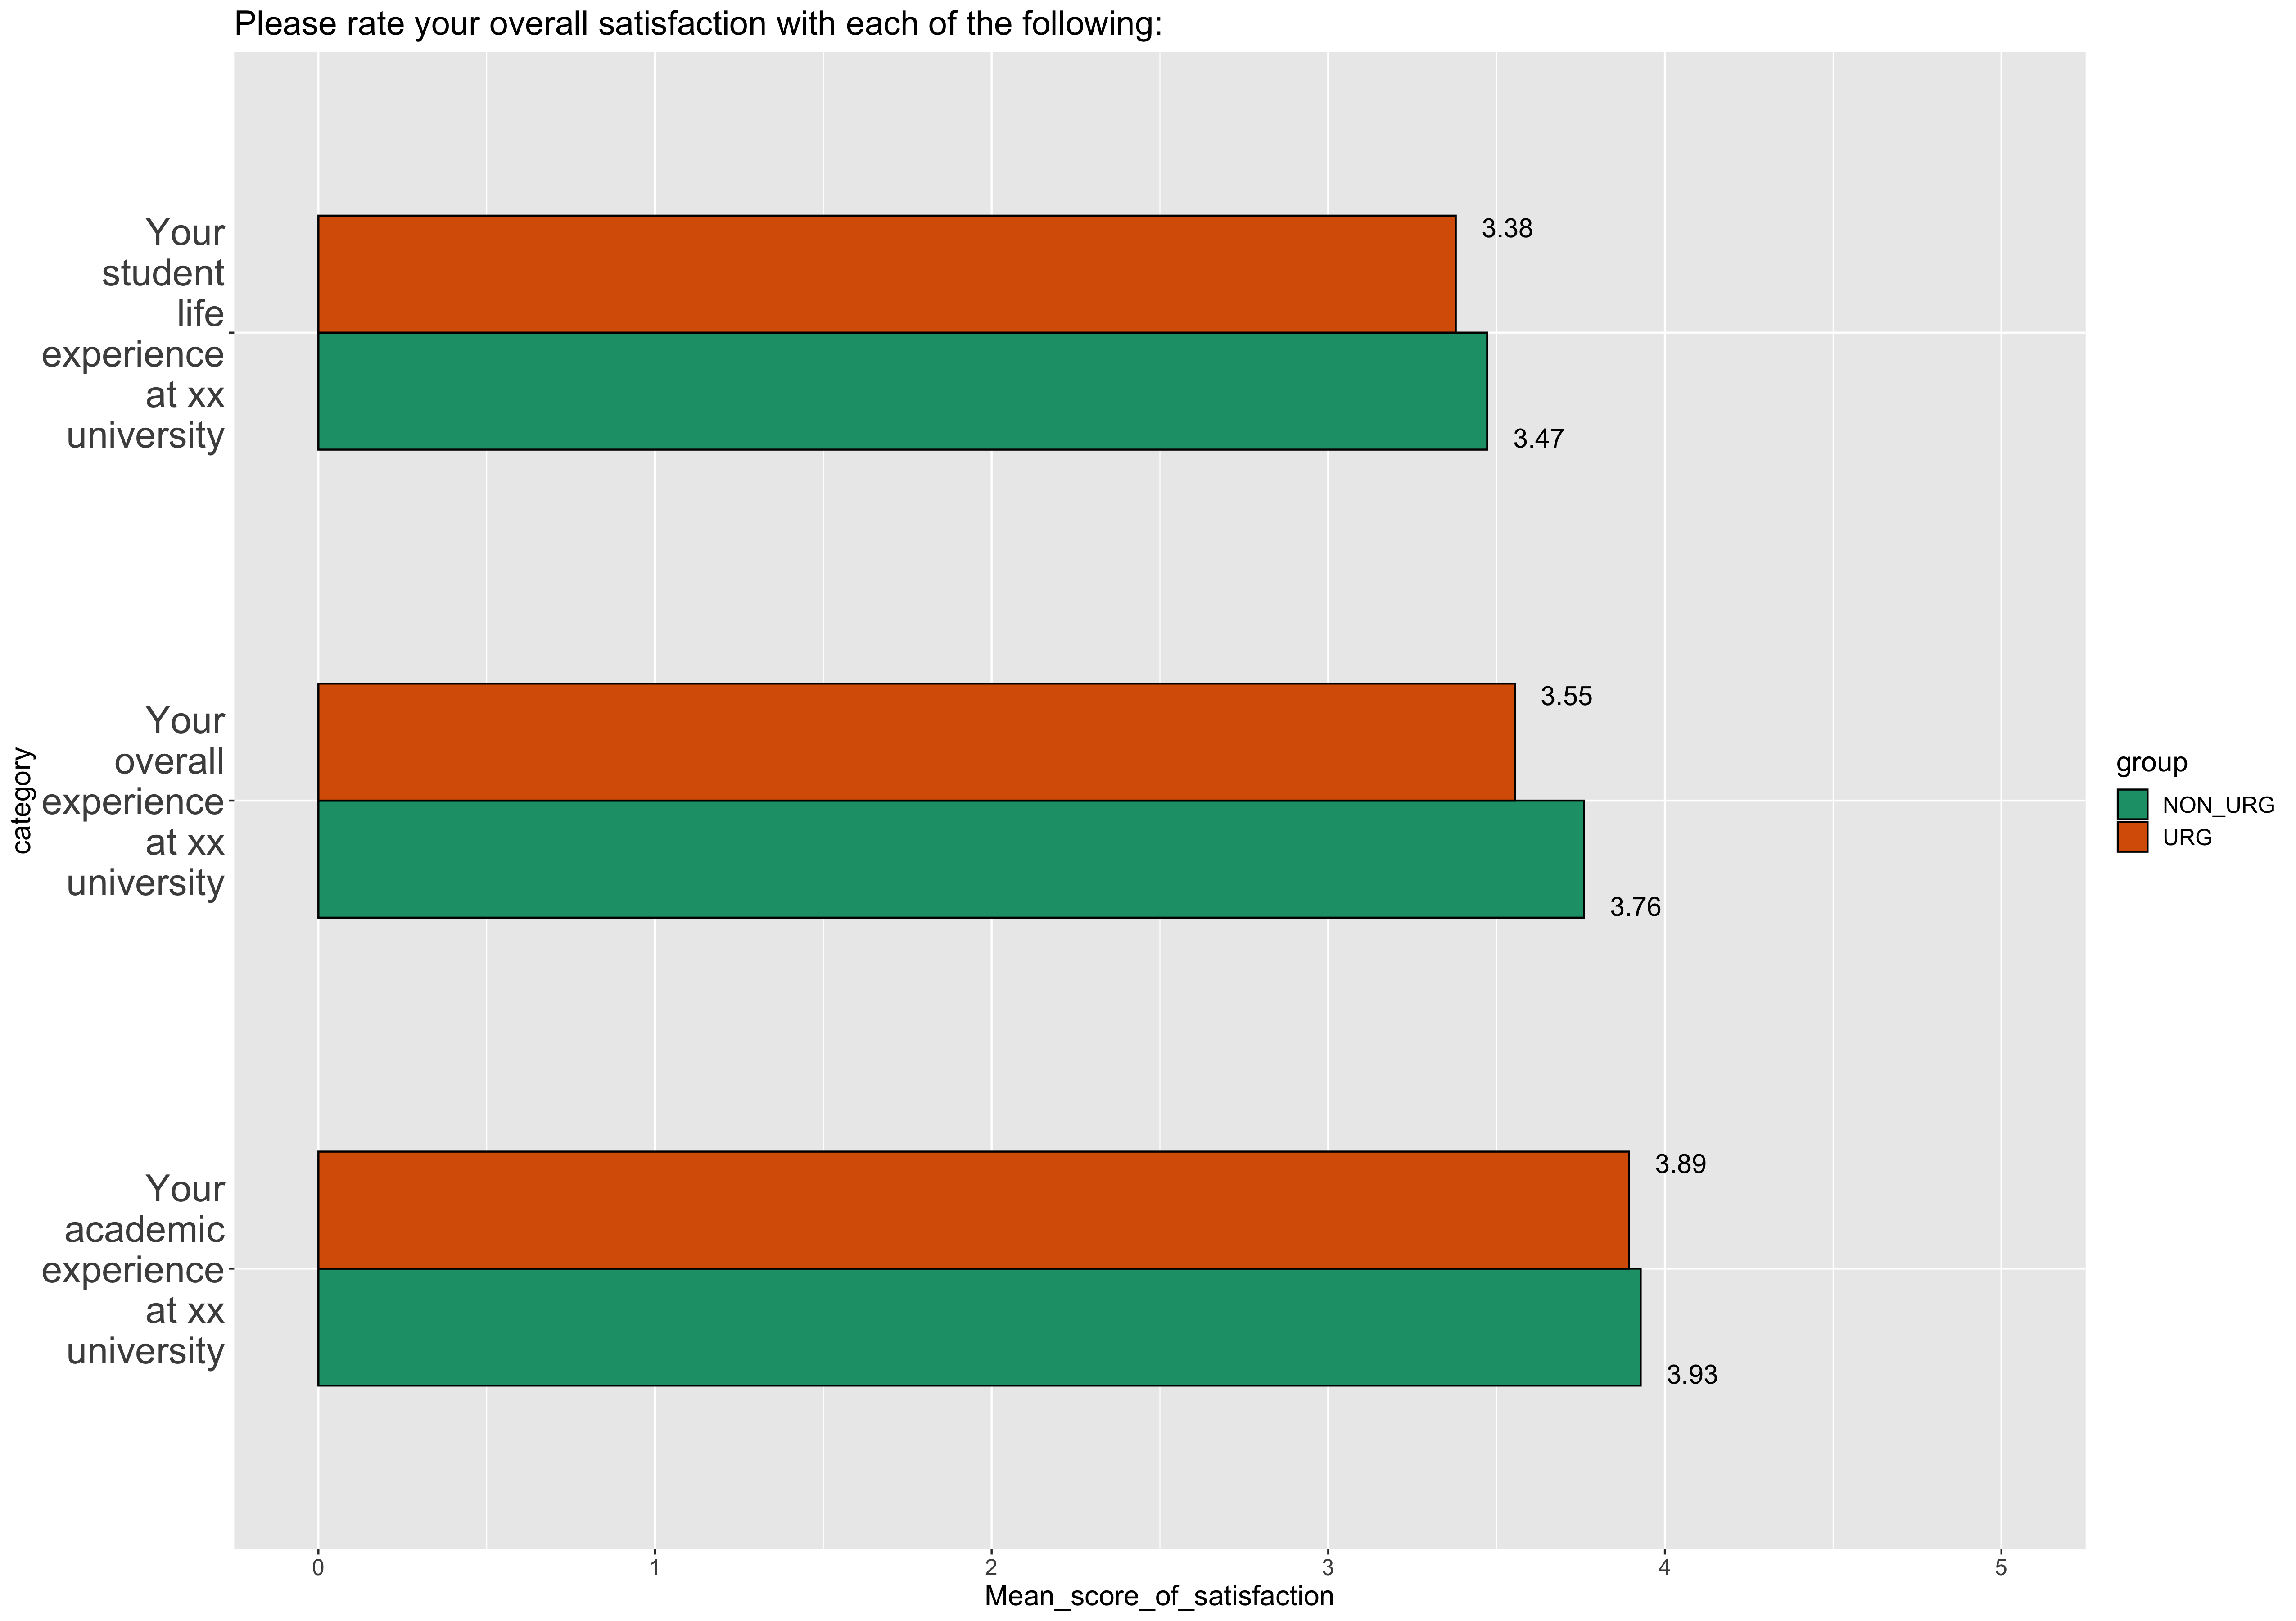 Please rate your overall satisfaction with each of the following:
Your
student
life
experience
at xx
university
3.38
3.47
Your
overall
experience
at xx
university
3.55
3.76
Your
academic
experience
at xx
university
3.89
3.93
category
0 1 2 3 4 5
Mean_score_of_satisfaction
group
NON_URG
URG